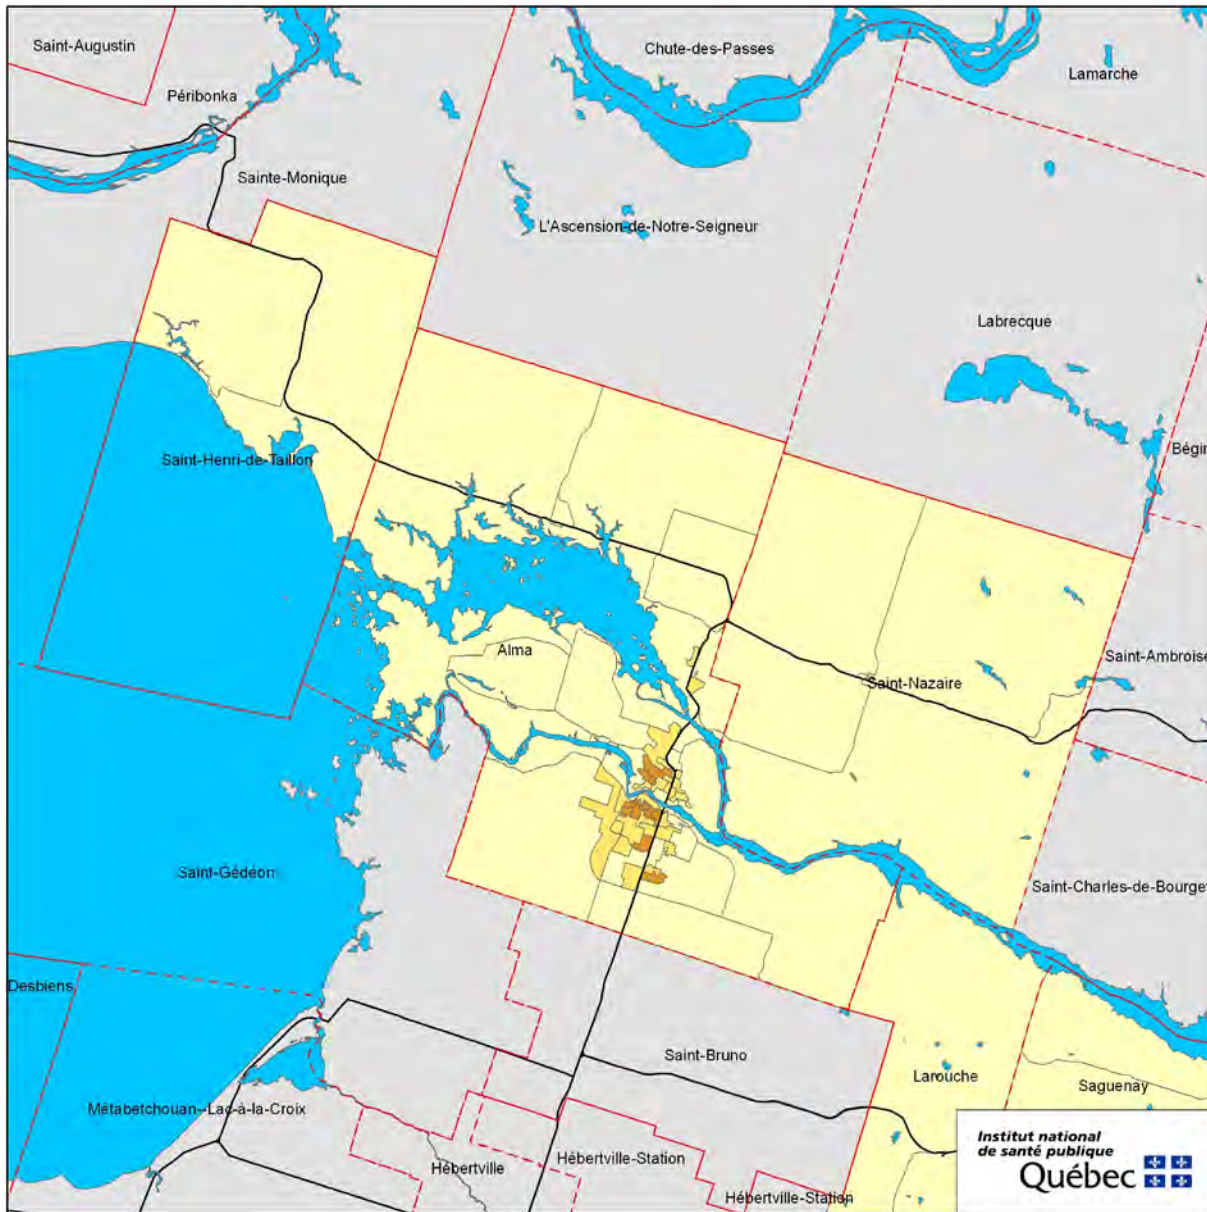 Saint-Augustin
Chute-des-Passes
Lamarche
Péribonka
Sainte-Monique
L'Ascension-de-Notre-Seigneur
Labrecque
Bégin
Saint-Henri-de-Taillon
Alma
Saint-Ambroise
Saint-Nazaire
Saint-Gédéon
Saint-Charles-de-Bourget
Desbiens
Saint-Bruno
Larouche
Saguenay
Métabetchouan--Lac-à-la-Croix
Hébertville
Hébertville-Station
Hébertville-Station
Institut national
de santé publique
Québec